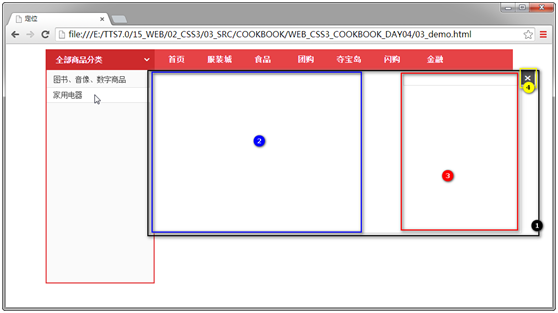 定位
file:///E:/TTS7.0/15_WEB/02_CSS3/03_SRC/COOKBOOK/WEB_CSS3_COOKBOOK_DAY04/03_demo.html
全部商品分类 首页 服装城 食品 团购 夺宝岛 闪购 金融
图书、音像、数字商品
家用电器
4
2
3
1